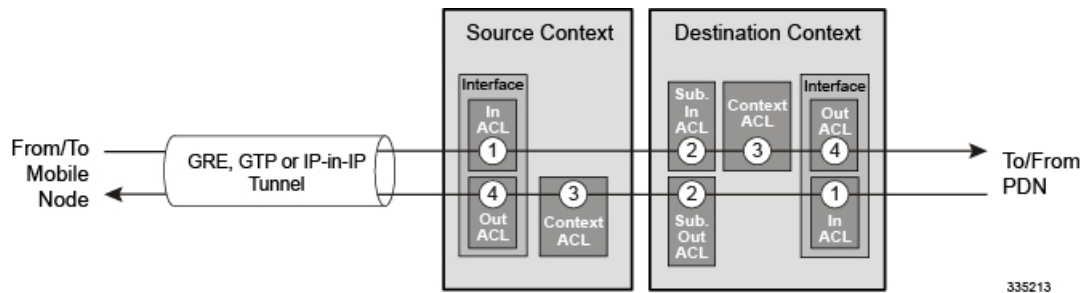 Source Context
Destination Context
Interface
In
ACL
1
Sub.
In
ACL
2
Context
ACL
3
Interface
Out
ACL
4
From/To
Mobile
Node
GRE, GTP or IP-in-IP
Tunnel
To/From
PDN
4
Out
ACL
3
Context
ACL
2
Sub.
Out
ACL
1
In
ACL
335213